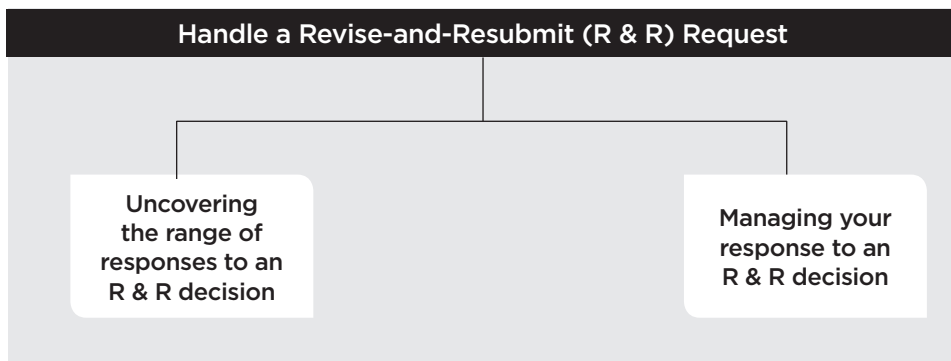 Handle a Revise-and-Resubmit (R & R) Request
Uncovering
the range of
responses to an
R & R decision
Managing your
response to an
R & R decision